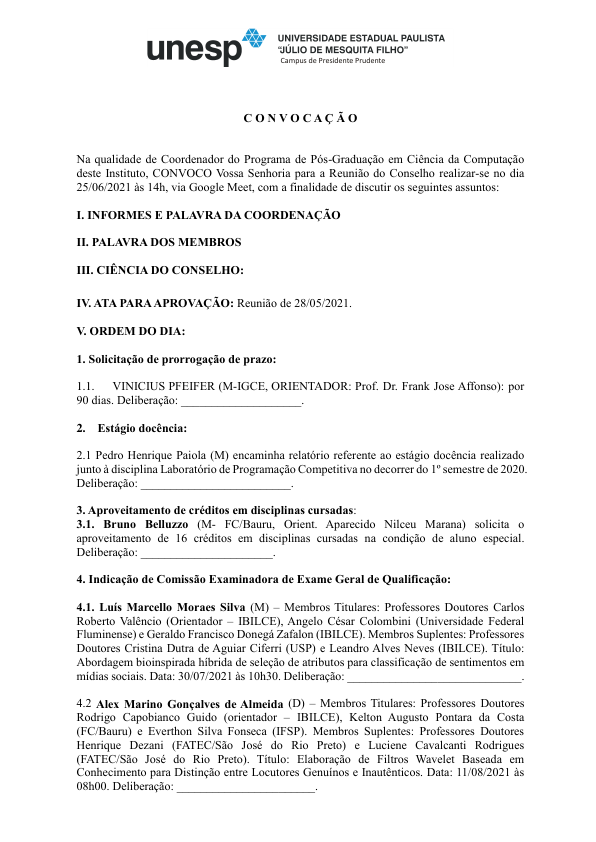 unesp
UNIVERSIDADE ESTADUAL PAULISTA
"JÚLIO DE MESQUITA FILHO"
Campus de Presidente Prudente
C O N V O C A Ç Ã O
Na qualidade de Coordenador do Programa de Pós-Graduação em Ciência da Computação
deste Instituto, CONVOCO Vossa Senhoria para a Reunião do Conselho realizar-se no dia
25/06/2021 às 14h, via Google Meet, com a finalidade de discutir os seguintes assuntos:
I. INFORMES E PALAVRA DA COORDENAÇÃO
II. PALAVRA DOS MEMBROS
III. CIÊNCIA DO CONSELHO:
IV. ATA PARA APROVAÇÃO: Reunião de 28/05/2021.
V. ORDEM DO DIA:
1. Solicitação de prorrogação de prazo:
1.1. VINICIUS PFEIFER (M-IGCE, ORIENTADOR: Prof. Dr. Frank Jose Affonso): por
90 dias. Deliberação: ____________________.
2. Estágio docência:
2.1 Pedro Henrique Paiola (M) encaminha relatório referente ao estágio docência realizado
junto à disciplina Laboratório de Programação Competitiva no decorrer do 1º semestre de 2020.
Deliberação: _________________________.
3. Aproveitamento de créditos em disciplinas cursadas:
3.1. Bruno Belluzzo (M- FC/Bauru, Orient. Aparecido Nilceu Marana) solicita o
aproveitamento de 16 créditos em disciplinas cursadas na condição de aluno especial.
Deliberação: ______________________.
4. Indicação de Comissão Examinadora de Exame Geral de Qualificação:
4.1. Luís Marcello Moraes Silva (M) – Membros Titulares: Professores Doutores Carlos
Roberto Valêncio (Orientador – IBILCE), Angelo César Colombini (Universidade Federal
Fluminense) e Geraldo Francisco Donegá Zafalon (IBILCE). Membros Suplentes: Professores
Doutores Cristina Dutra de Aguiar Ciferri (USP) e Leandro Alves Neves (IBILCE). Título:
Abordagem bioinspirada híbrida de seleção de atributos para classificação de sentimentos em
mídias sociais. Data: 30/07/2021 às 10h30. Deliberação: _____________________________.
4.2 Alex Marino Gonçalves de Almeida (D) – Membros Titulares: Professores Doutores
Rodrigo Capobianco Guido (orientador – IBILCE), Kelton Augusto Pontara da Costa
(FC/Bauru) e Everthon Silva Fonseca (IFSP). Membros Suplentes: Professores Doutores
Henrique Dezani (FATEC/São José do Rio Preto) e Luciene Cavalcanti Rodrigues
(FATEC/São José do Rio Preto). Título: Elaboração de Filtros Wavelet Baseada em
Conhecimento para Distinção entre Locutores Genuínos e Inautênticos. Data: 11/08/2021 às
08h00. Deliberação: _______________________.